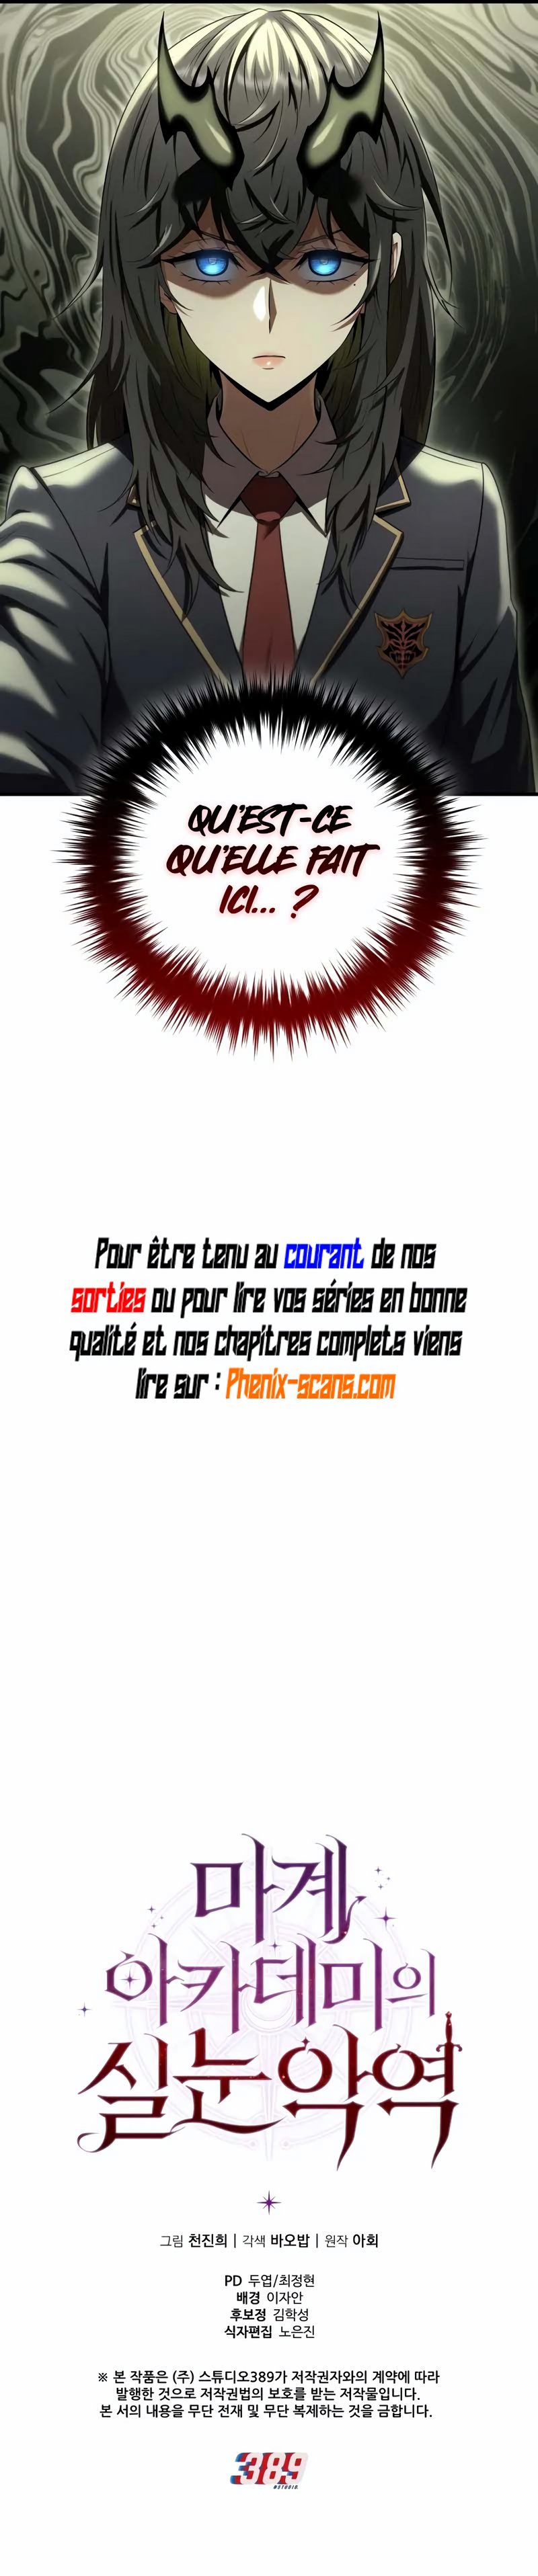 QU'EST-CE
QU'ELLE FAIT
ICI... ?
Pour être tenu au courant de nos
sorties ou pour lire vos séries en bonne
qualité et nos chapitres complets viens
lire sur : Phenix-scans.com
마계
아카데미의
실눈악역
그림 천진희 | 각색 바오밥 | 원작 아회
PD 두엽/최정현
배경 이자안
후보정 김학성
식자편집 노은진
※ 본 작품은 (주) 스튜디오389가 저작권자와의 계약에 따라
발행한 것으로 저작권법의 보호를 받는 저작물입니다.
본 서의 내용을 무단 전재 및 무단 복제하는 것을 금합니다.
389
STUDIO